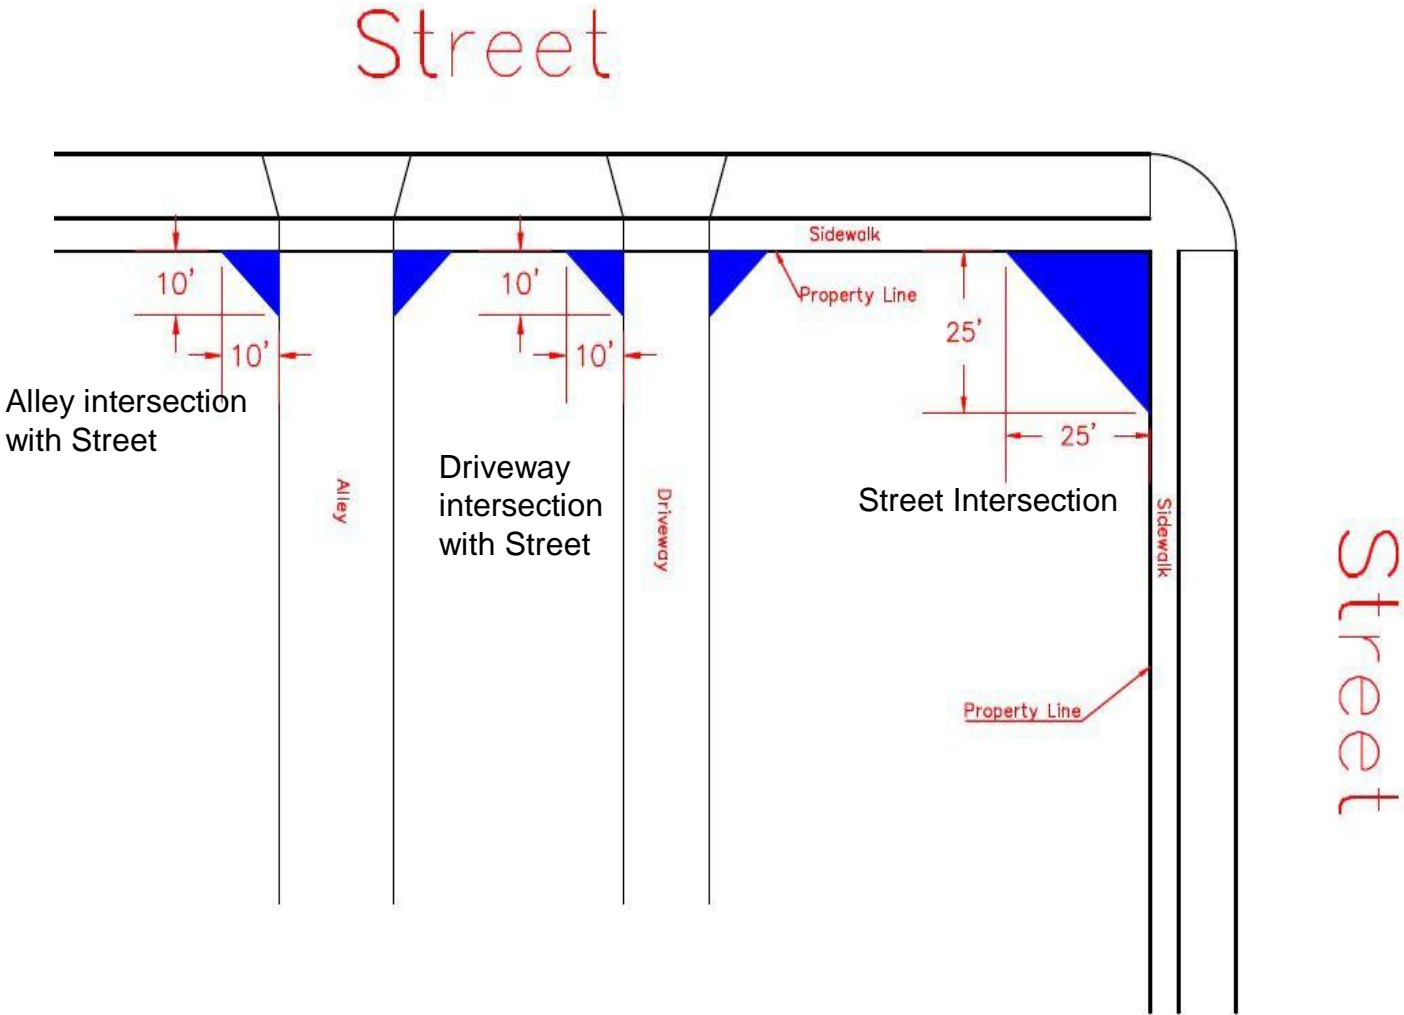 Street
Sidewalk
10'
10'
Property Line
25'
10'
10'
Alley intersection
with Street
25'
Driveway
intersection
with Street
Alley
Driveway
Street Intersection
Sidewalk
Street
Property Line